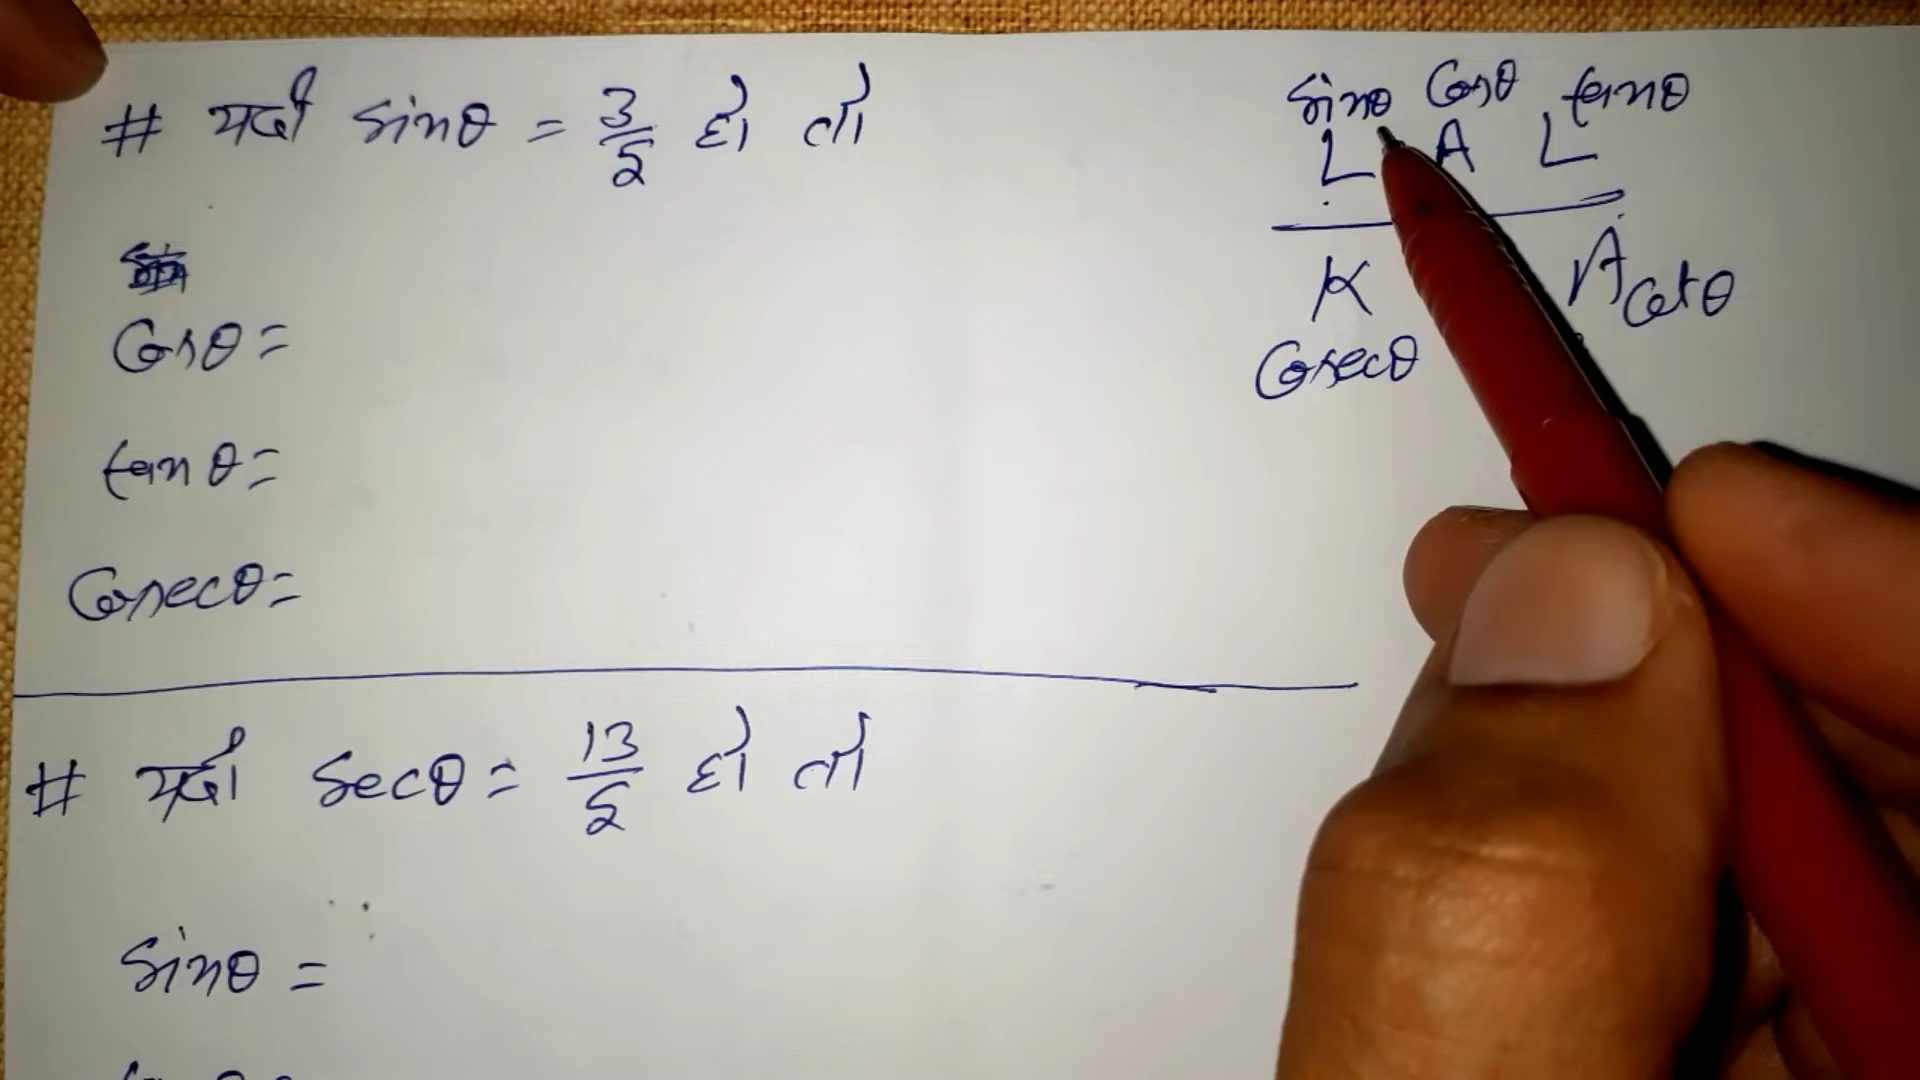 # यदी sinθ = 3/5 हो तो
cosθ =
tanθ =
cosecθ =
# यदी secθ = 13/5 हो तो
sinθ =
sinθ cosθ tanθ
L A L
K A cotθ
cosecθ